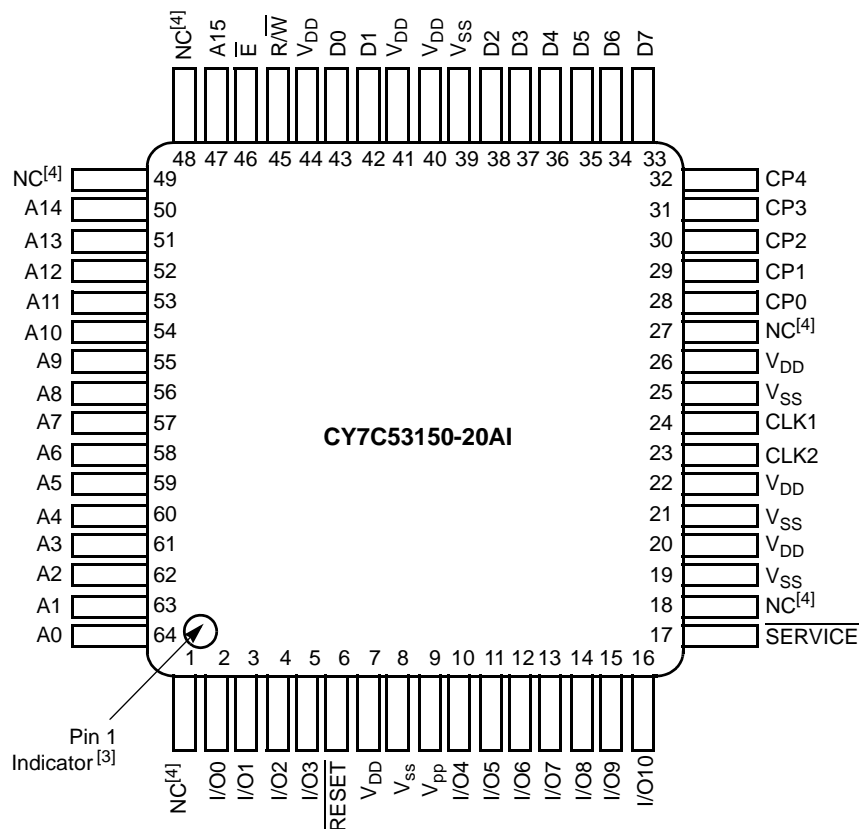 NC[4] A15 E R/W VDD D0 D1 VDD VDD VSS D2 D3 D4 D5 D6 D7
48 47 46 45 44 43 42 41 40 39 38 37 36 35 34 33
NC[4] 49 32 CP4
A14 50 31 CP3
A13 51 30 CP2
A12 52 29 CP1
A11 53 28 CP0
A10 54 27 NC[4]
A9 55 26 VDD
A8 56 25 VSS
A7 57 24 CLK1
CY7C53150-20AI
A6 58 23 CLK2
A5 59 22 VDD
A4 60 21 VSS
A3 61 20 VDD
A2 62 19 VSS
A1 63 18 NC[4]
A0 64 17 SERVICE
1 2 3 4 5 6 7 8 9 10 11 12 13 14 15 16
Pin 1
Indicator [3]
NC[4] I/O0 I/O1 I/O2 I/O3 RESET VDD Vss Vpp I/O4 I/O5 I/O6 I/O7 I/O8 I/O9 I/O10